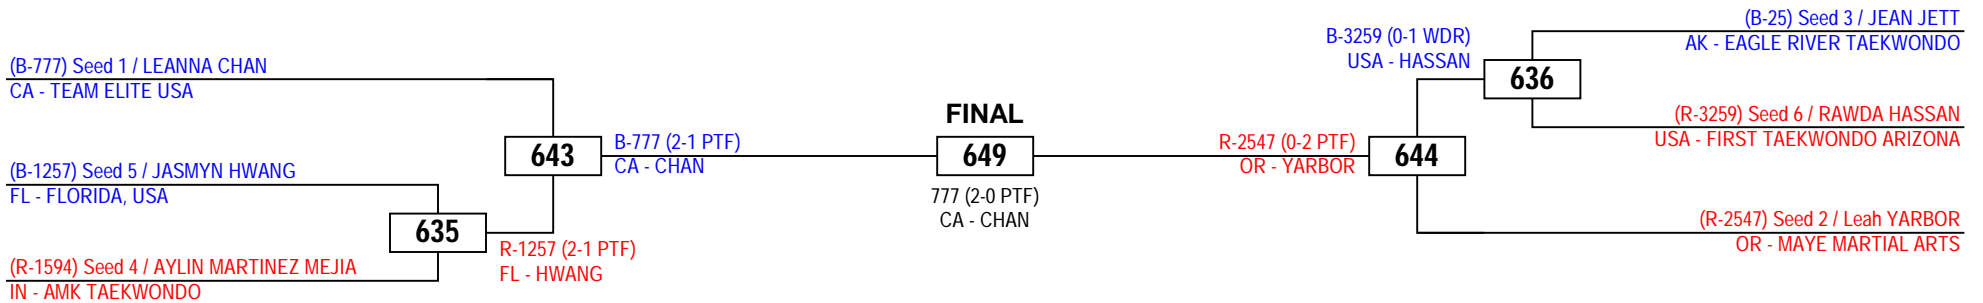 (B-777) Seed 1 / LEANNA CHAN
CA - TEAM ELITE USA
(B-1257) Seed 5 / JASMYN HWANG
FL - FLORIDA, USA
(R-1594) Seed 4 / AYLIN MARTINEZ MEJIA
IN - AMK TAEKWONDO
635
R-1257 (2-1 PTF)
FL - HWANG
643
B-777 (2-1 PTF)
CA - CHAN
FINAL
649
777 (2-0 PTF)
CA - CHAN
R-2547 (0-2 PTF)
OR - YARBOR
644
B-3259 (0-1 WDR)
USA - HASSAN
636
(B-25) Seed 3 / JEAN JETT
AK - EAGLE RIVER TAEKWONDO
(R-3259) Seed 6 / RAWDA HASSAN
USA - FIRST TAEKWONDO ARIZONA
(R-2547) Seed 2 / Leah YARBOR
OR - MAYE MARTIAL ARTS